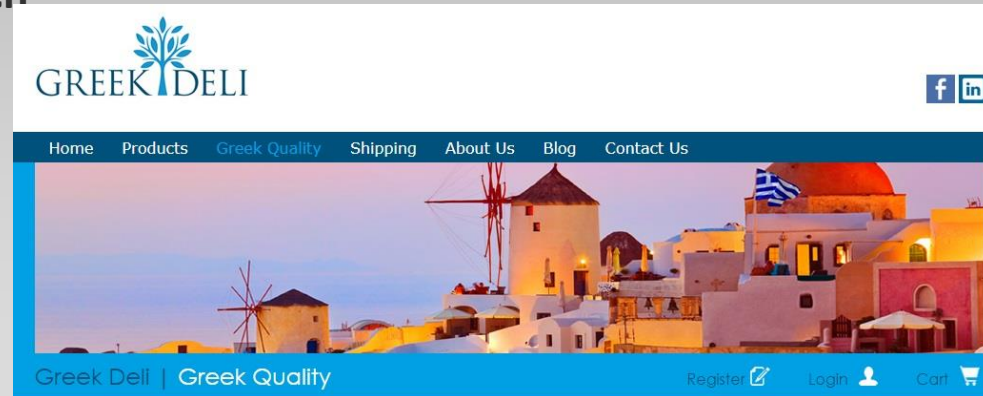 GREEK DELI
f in
Home Products Greek Quality Shipping About Us Blog Contact Us
Greek Deli | Greek Quality Register Login Cart